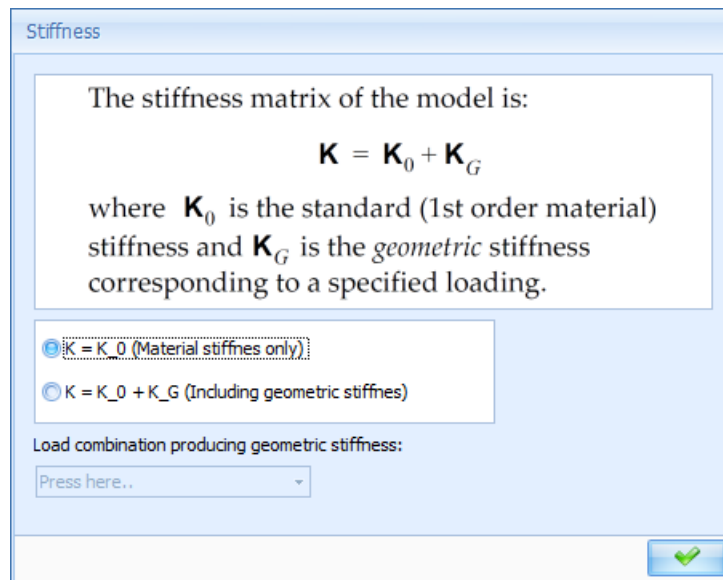 Stiffness
The stiffness matrix of the model is:
K = K₀ + K_G
where K₀ is the standard (1st order material)
stiffness and K_G is the geometric stiffness
corresponding to a specified loading.
K = K_0 (Material stiffnes only)
K = K_0 + K_G (Including geometric stiffnes)
Load combination producing geometric stiffness:
Press here..